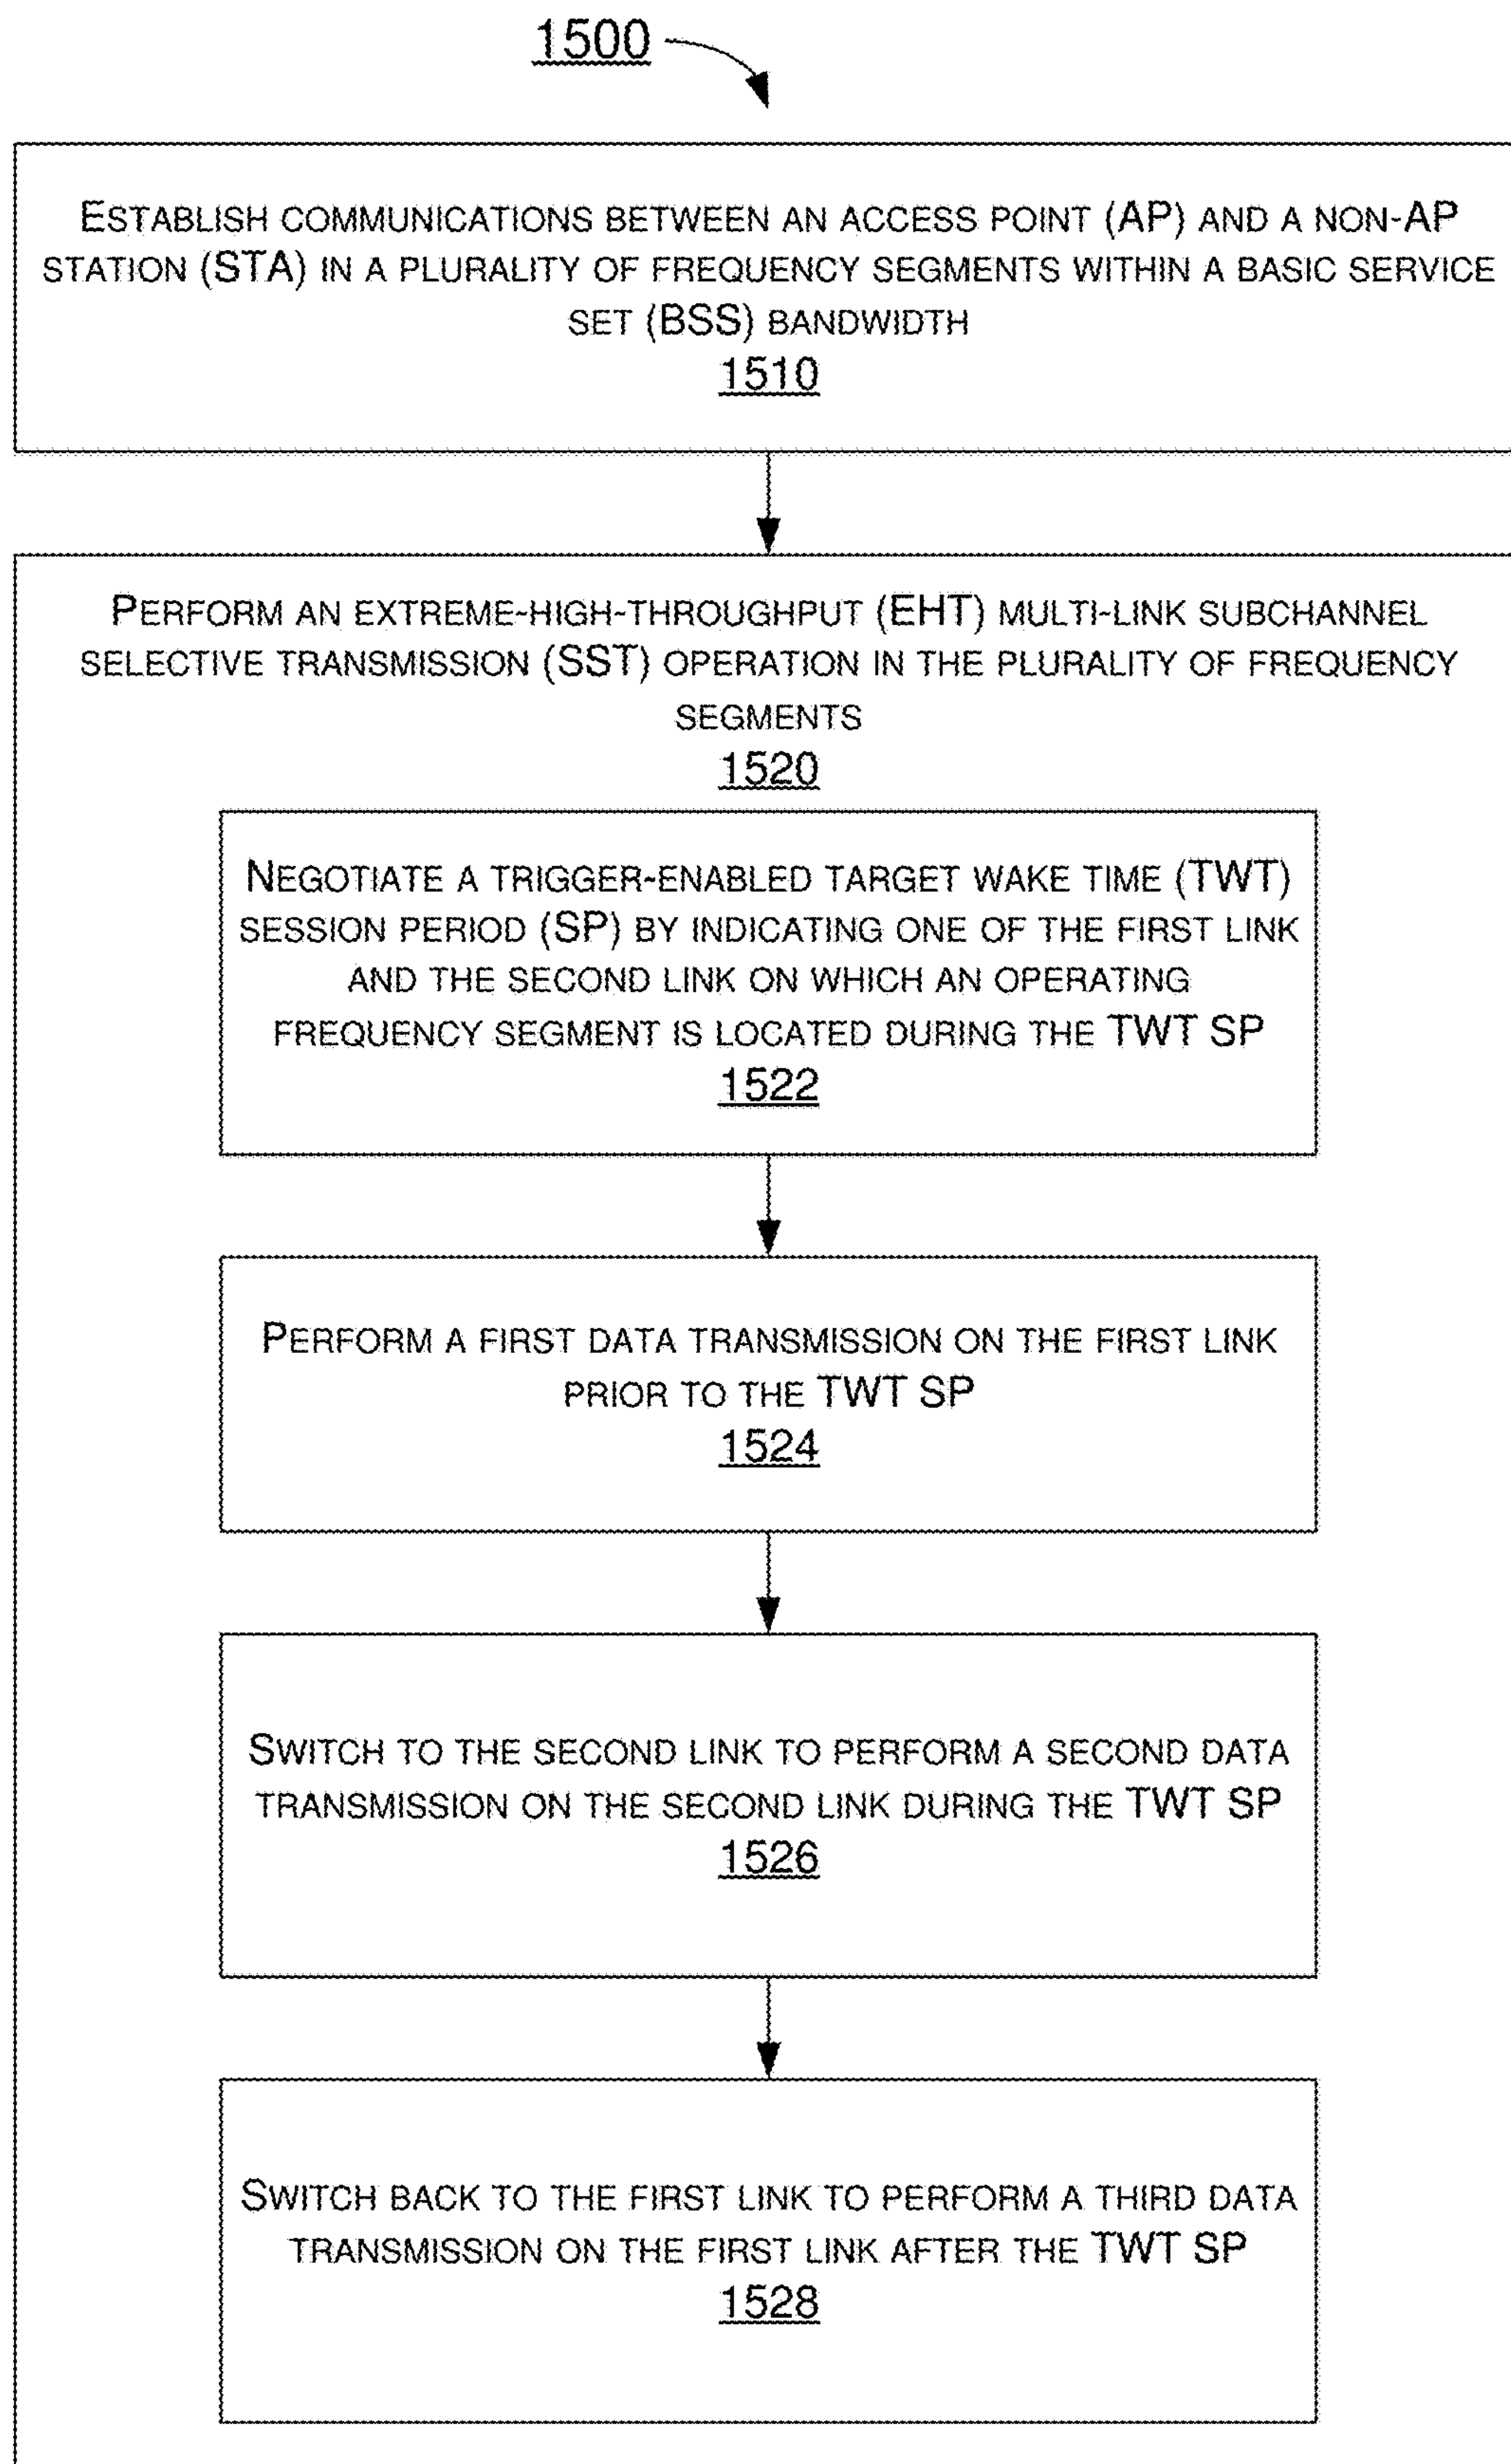 1500
ESTABLISH COMMUNICATIONS BETWEEN AN ACCESS POINT (AP) AND A NON-AP
STATION (STA) IN A PLURALITY OF FREQUENCY SEGMENTS WITHIN A BASIC SERVICE
SET (BSS) BANDWIDTH
1510
PERFORM AN EXTREME-HIGH-THROUGHPUT (EHT) MULTI-LINK SUBCHANNEL
SELECTIVE TRANSMISSION (SST) OPERATION IN THE PLURALITY OF FREQUENCY
SEGMENTS
1520
NEGOTIATE A TRIGGER-ENABLED TARGET WAKE TIME (TWT)
SESSION PERIOD (SP) BY INDICATING ONE OF THE FIRST LINK
AND THE SECOND LINK ON WHICH AN OPERATING
FREQUENCY SEGMENT IS LOCATED DURING THE TWT SP
1522
PERFORM A FIRST DATA TRANSMISSION ON THE FIRST LINK
PRIOR TO THE TWT SP
1524
SWITCH TO THE SECOND LINK TO PERFORM A SECOND DATA
TRANSMISSION ON THE SECOND LINK DURING THE TWT SP
1526
SWITCH BACK TO THE FIRST LINK TO PERFORM A THIRD DATA
TRANSMISSION ON THE FIRST LINK AFTER THE TWT SP
1528